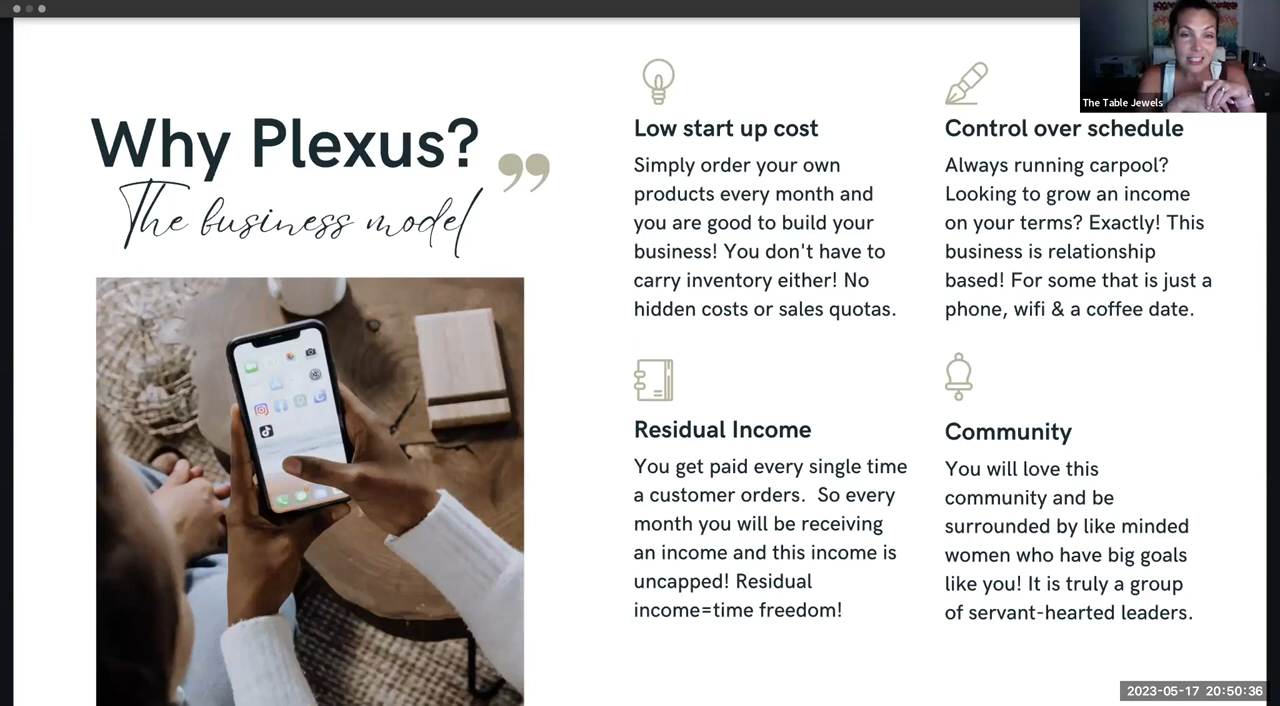 Why Plexus?
The business model
Low start up cost
Simply order your own
products every month and
you are good to build your
business! You don't have to
carry inventory either! No
hidden costs or sales quotas.
Control over schedule
Always running carpool?
Looking to grow an income
on your terms? Exactly! This
business is relationship
based! For some that is just a
phone, wifi & a coffee date.
Residual Income
You get paid every single time
a customer orders.  So every
month you will be receiving
an income and this income is
uncapped! Residual
income=time freedom!
Community
You will love this
community and be
surrounded by like minded
women who have big goals
like you! It is truly a group
of servant-hearted leaders.
The Table Jewels
2023-05-17 20:50:36